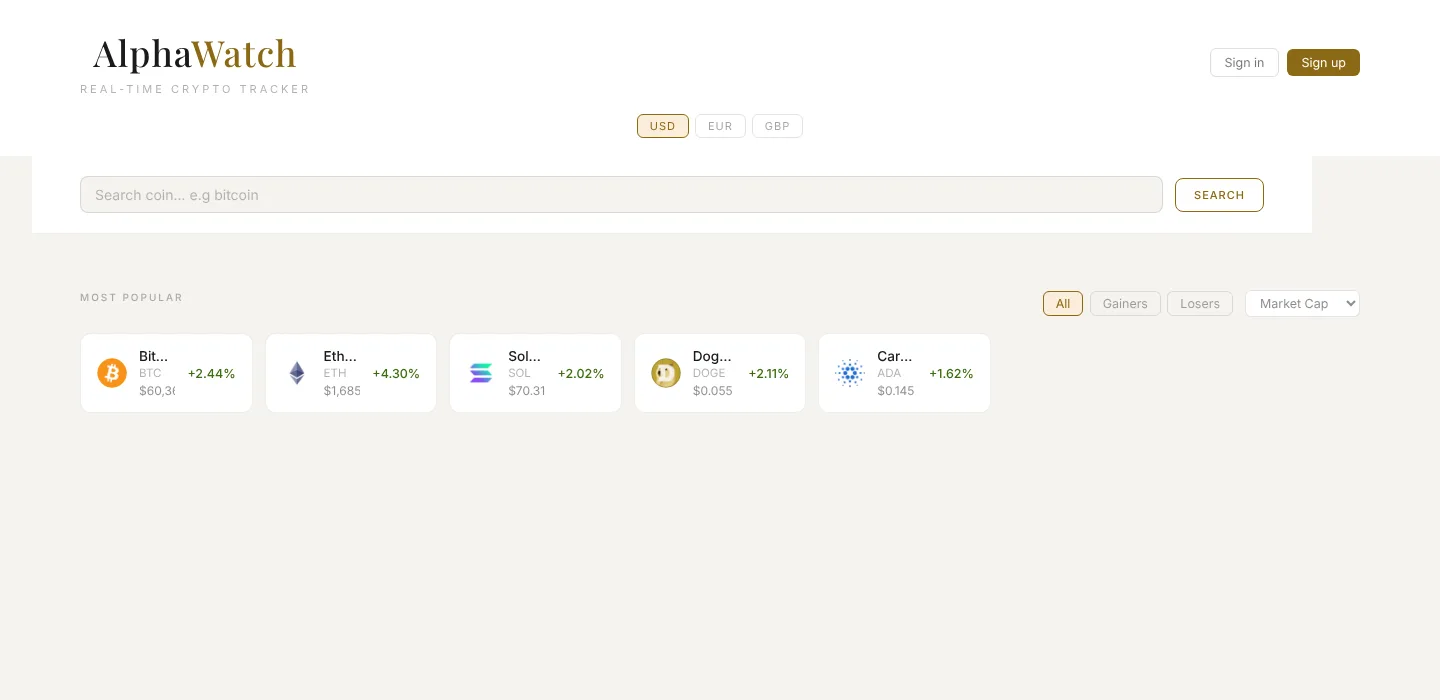 AlphaWatch
REAL-TIME CRYPTO TRACKER
Sign in
Sign up
USD
EUR
GBP
Search coin... e.g bitcoin
SEARCH
MOST POPULAR
All
Gainers
Losers
Market Cap
Bit...
BTC
$60,36
+2.44%
Eth...
ETH
$1,685
+4.30%
Sol...
SOL
$70.31
+2.02%
Dog...
DOGE
$0.055
+2.11%
Car...
ADA
$0.145
+1.62%